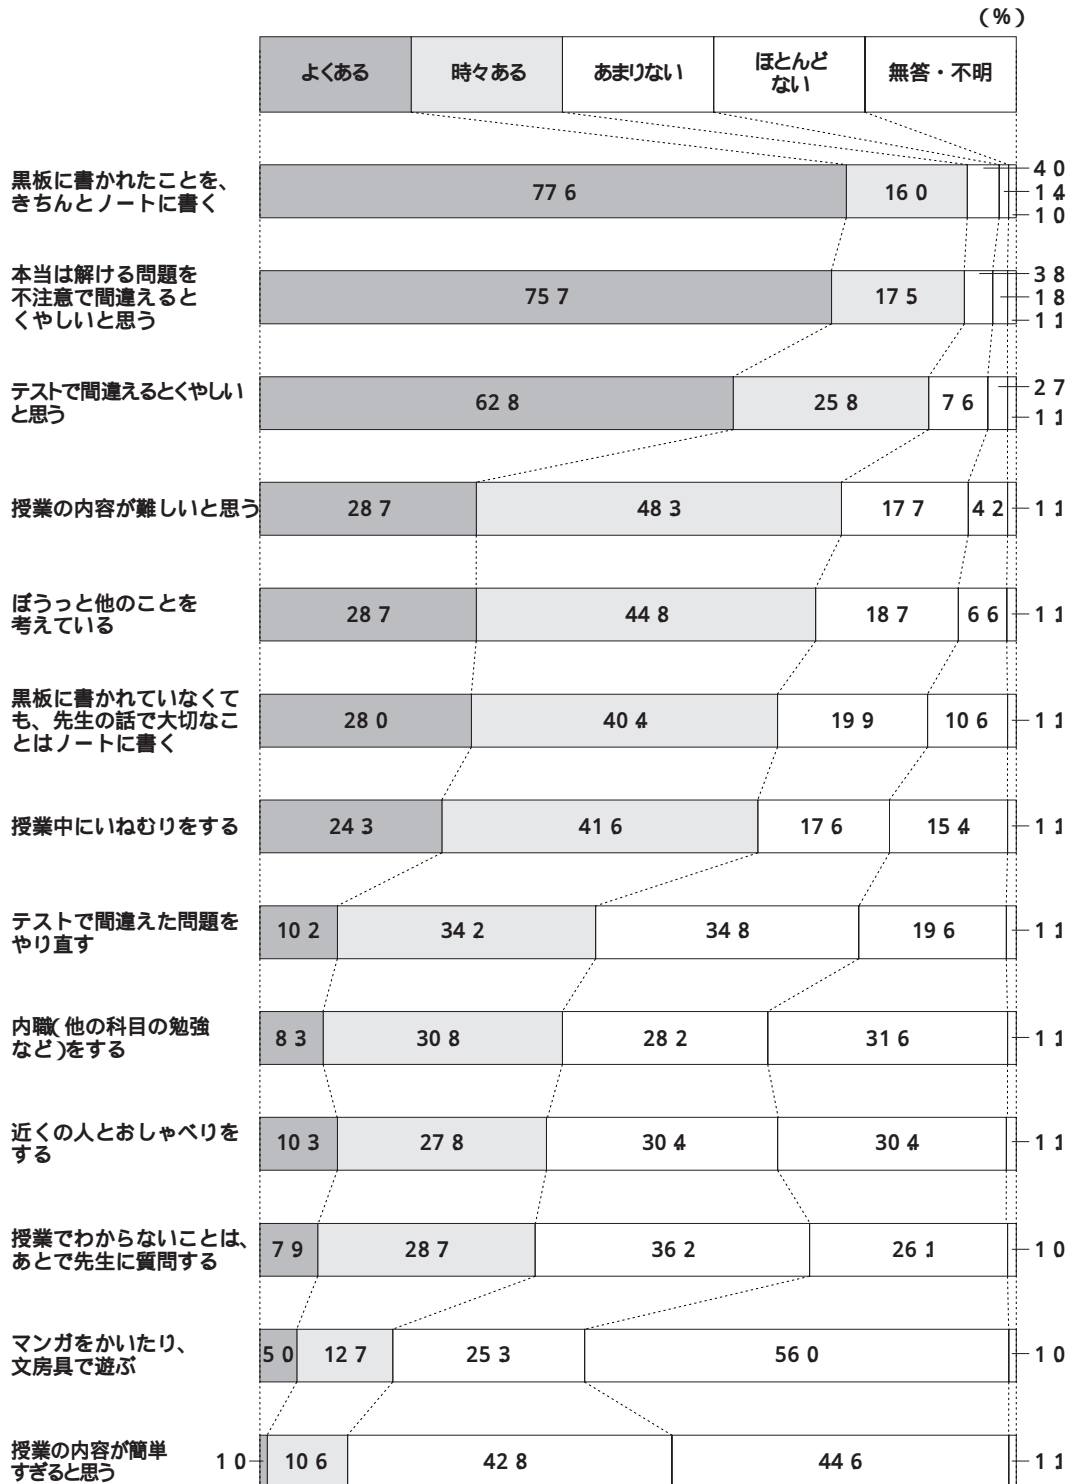 (%)
よくある
時々ある
あまりない
ほとんど
ない
無答・不明
黒板に書かれたことを、
きちんとノートに書く
77 6
16 0
4 0
1 4
1 0
本当は解ける問題を
不注意で間違えると
くやしいと思う
75 7
17 5
3 8
1 8
1 1
テストで間違えるとくやしい
と思う
62 8
25 8
7 6
2 7
1 1
授業の内容が難しいと思う
28 7
48 3
17 7
4 2
1 1
ぼうっと他のことを
考えている
28 7
44 8
18 7
6 6
1 1
黒板に書かれていなくて
も、先生の話で大切なこ
とはノートに書く
28 0
40 4
19 9
10 6
1 1
授業中にいねむりをする
24 3
41 6
17 6
15 4
1 1
テストで間違えた問題を
やり直す
10 2
34 2
34 8
19 6
1 1
内職(他の科目の勉強
など)をする
8 3
30 8
28 2
31 6
1 1
近くの人とおしゃべりを
する
10 3
27 8
30 4
30 4
1 1
授業でわからないことは、
あとで先生に質問する
7 9
28 7
36 2
26 1
1 0
マンガをかいたり、
文房具で遊ぶ
5 0
12 7
25 3
56 0
1 0
授業の内容が簡単
すぎると思う
1 0
10 6
42 8
44 6
1 1